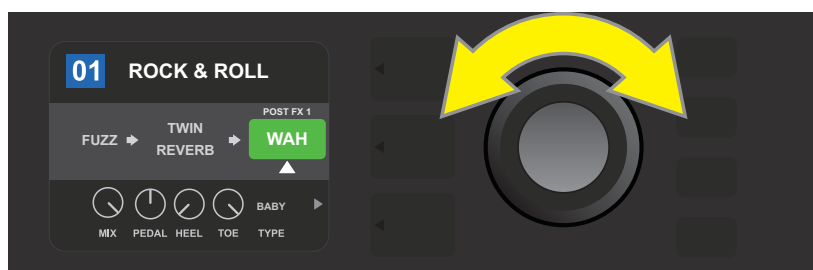 01 ROCK & ROLL
POST FX 1
FUZZ
TWIN
REVERB
WAH
BABY
MIX PEDAL HEEL TOE TYPE